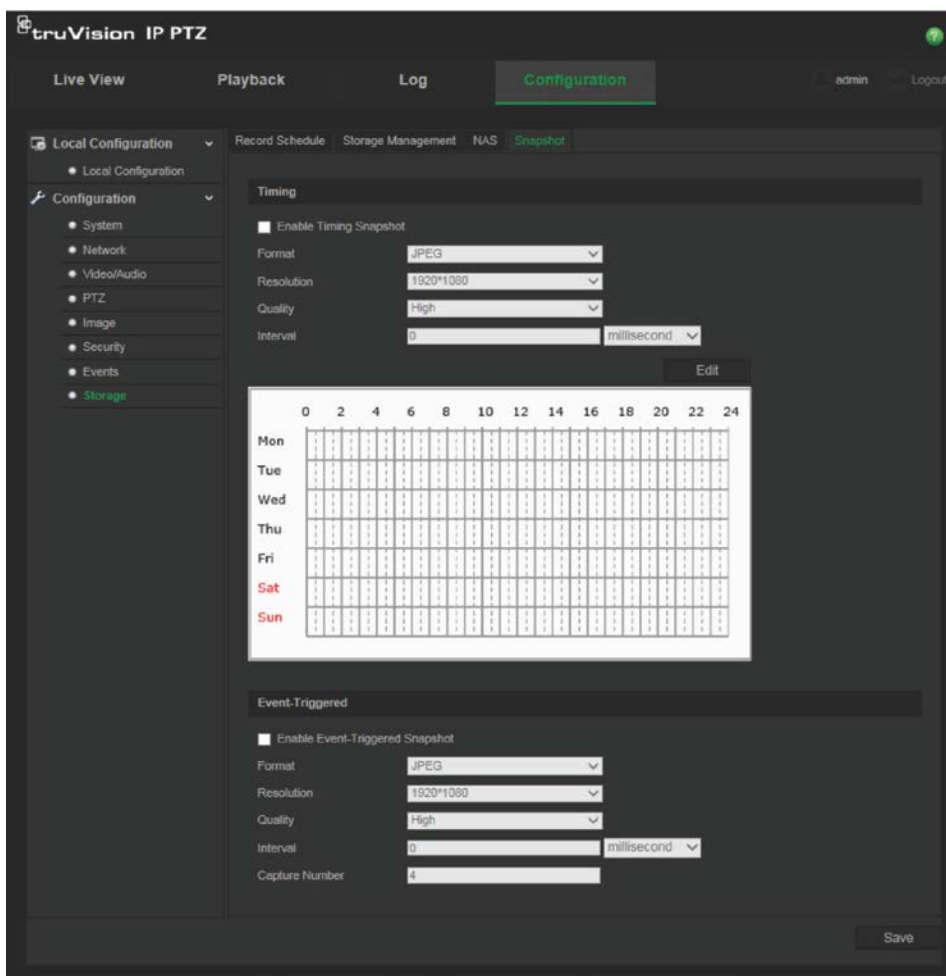 truVision IP PTZ
?
Live View Playback Log Configuration admin Logout
Local Configuration
Local Configuration
Configuration
System
Network
Video/Audio
PTZ
Image
Security
Events
Storage
Record Schedule Storage Management NAS Snapshot
Timing
Enable Timing Snapshot
Format JPEG
Resolution 1920*1080
Quality High
Interval 0 millisecond
Edit
0 2 4 6 8 10 12 14 16 18 20 22 24
Mon
Tue
Wed
Thu
Fri
Sat
Sun
Event-Triggered
Enable Event-Triggered Snapshot
Format JPEG
Resolution 1920*1080
Quality High
Interval 0 millisecond
Capture Number 4
Save